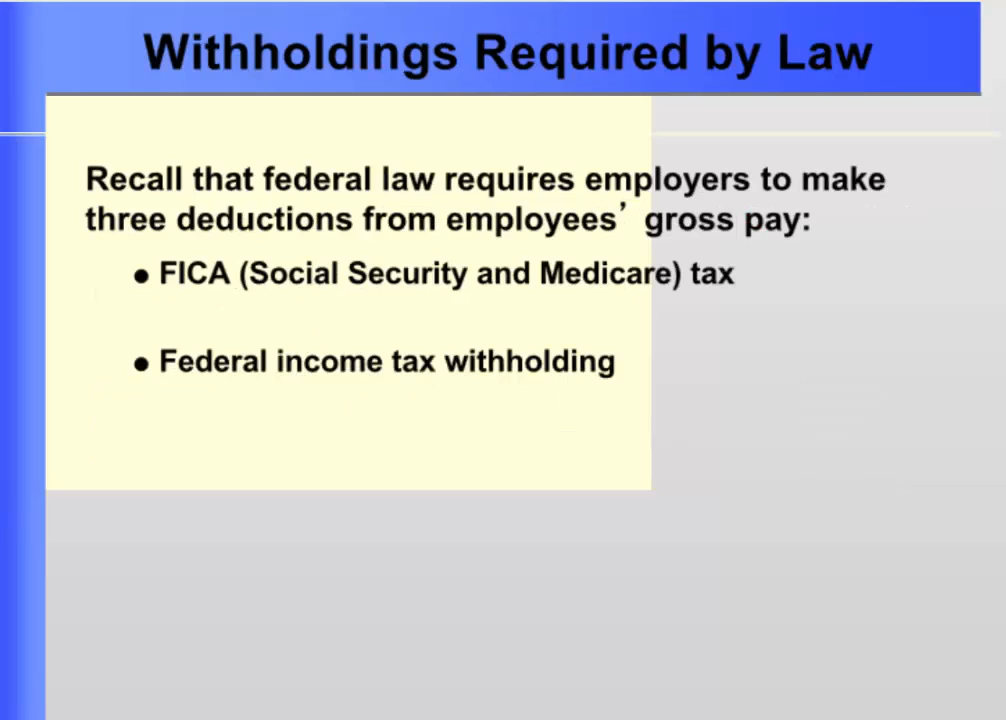 Withholdings Required by Law
Recall that federal law requires employers to make
three deductions from employees’ gross pay:
● FICA (Social Security and Medicare) tax
● Federal income tax withholding